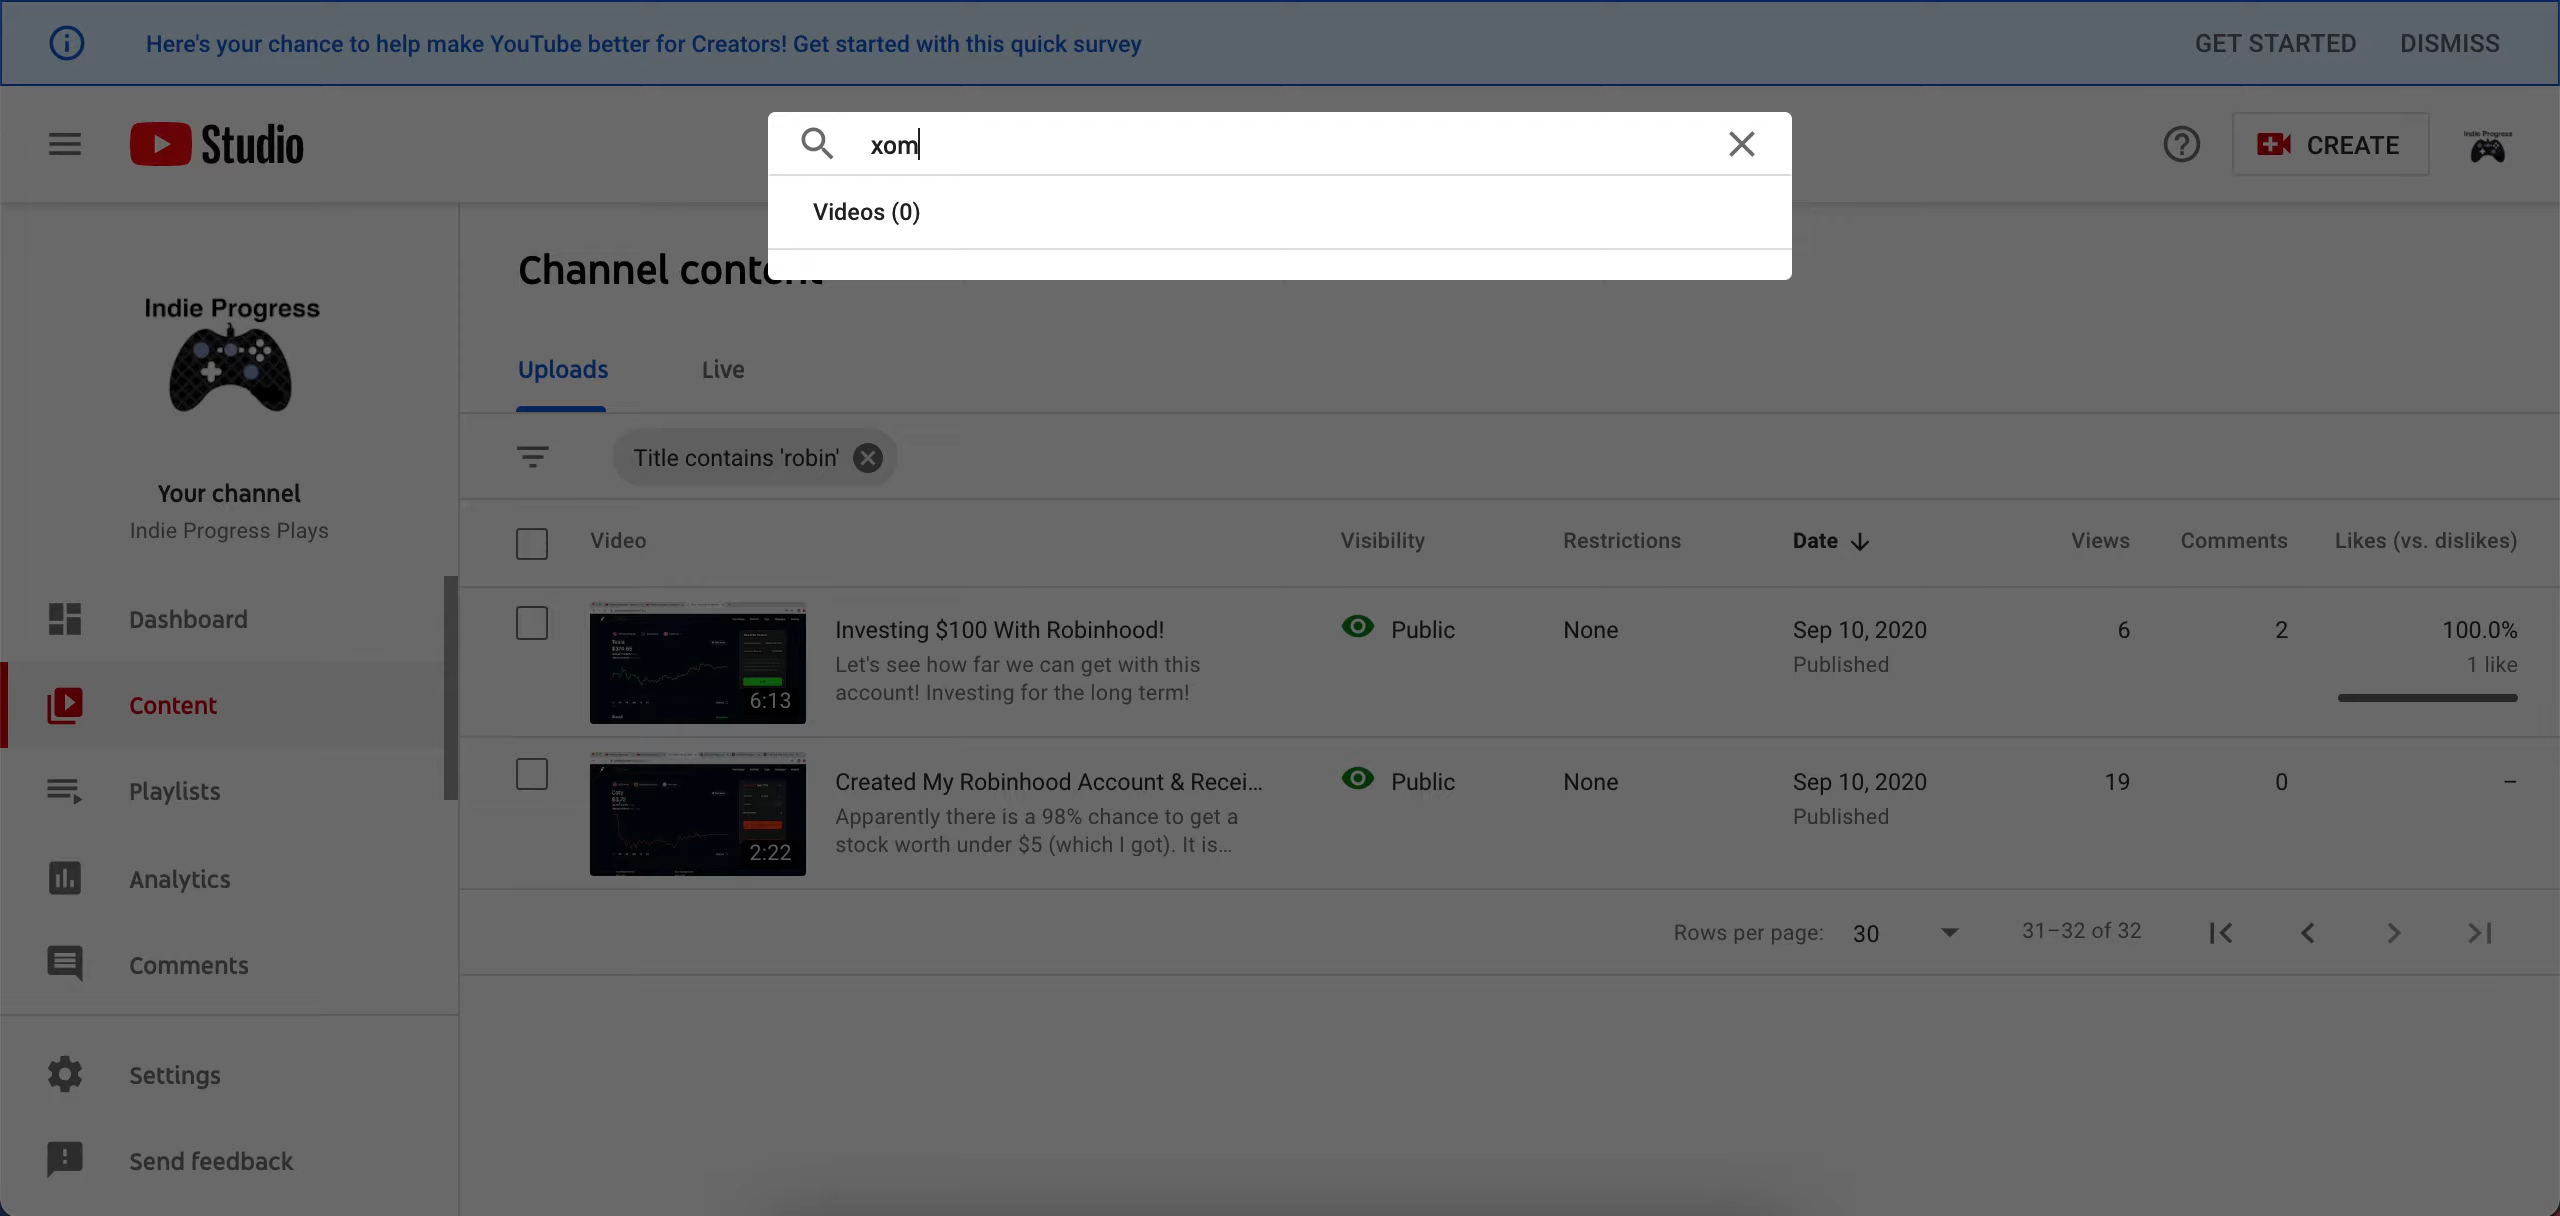 Here's your chance to help make YouTube better for Creators! Get started with this quick survey
GET STARTED
DISMISS
Studio
xom
CREATE
Indie Progress
Videos (0)
Channel content
Indie Progress
Uploads
Live
Title contains 'robin'
Your channel
Indie Progress Plays
Video
Visibility
Restrictions
Date
Views
Comments
Likes (vs. dislikes)
Dashboard
Content
Playlists
Analytics
Comments
Settings
Send feedback
6:13
Investing $100 With Robinhood!
Let's see how far we can get with this
account! Investing for the long term!
Public
None
Sep 10, 2020
Published
6
2
100.0%
1 like
2:22
Created My Robinhood Account & Recei...
Apparently there is a 98% chance to get a
stock worth under $5 (which I got). It is...
Public
None
Sep 10, 2020
Published
19
0
–
Rows per page:
30
31–32 of 32